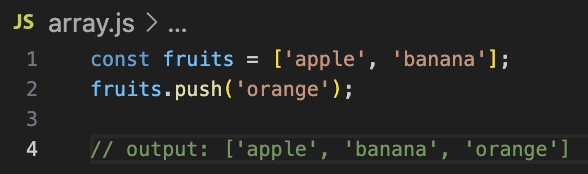 JS array.js > ...
1 const fruits = ['apple', 'banana'];
2 fruits.push('orange');
3
4 // output: ['apple', 'banana', 'orange']